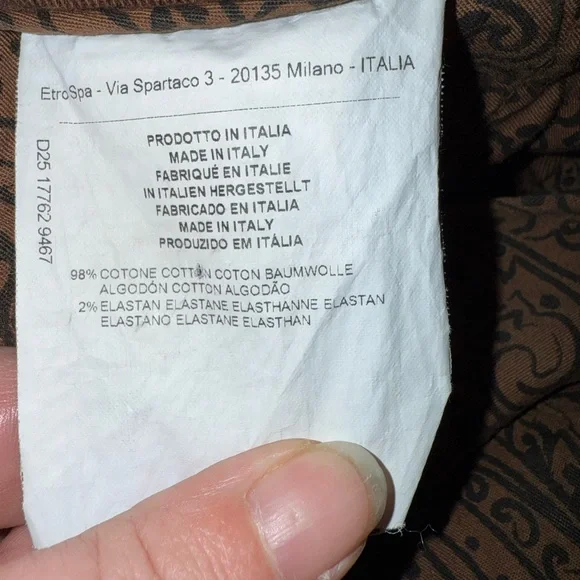 EtroSpa - Via Spartaco 3 - 20135 Milano - ITALIA
PRODOTTO IN ITALIA
MADE IN ITALY
FABRIQUÉ EN ITALIE
IN ITALIEN HERGESTELLT
FABRICADO EN ITALIA
MADE IN ITALY
PRODUZIDO EM ITÁLIA
D25 17762 9467
98% COTONE COTTON COTON BAUMWOLLE
ALGODÓN COTTON ALGODÃO
2% ELASTAN ELASTANE ELASTHANNE ELASTAN
ELASTANO ELASTANE ELASTHAN